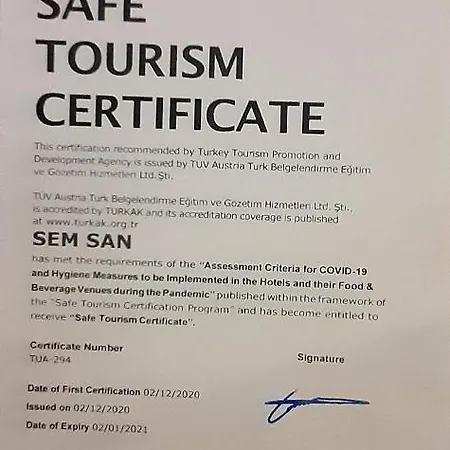 SAFE
TOURISM
CERTIFICATE
This certification recommended by Turkey Tourism Promotion and
Development Agency is issued by TUV Austria Turk Belgelendirme Eğitim
ve Gözetim Hizmetleri Ltd. Şti.
TÜV Austria Turk Belgelendirme Eğitim ve Gözetim Hizmetleri Ltd. Şti.,
is accredited by TURKAK and its accreditation coverage is published
at www.turkak.org.tr
SEM SAN
has met the requirements of the "Assessment Criteria for COVID-19
and Hygiene Measures to be Implemented in the Hotels and their Food &
Beverage Venues during the Pandemic" published within the framework of
the "Safe Tourism Certification Program" and has become entitled to
receive "Safe Tourism Certificate".
Certificate Number
TUA-294
Signature
Date of First Certification 02/12/2020
Issued on 02/12/2020
Date of Expiry 02/01/2021